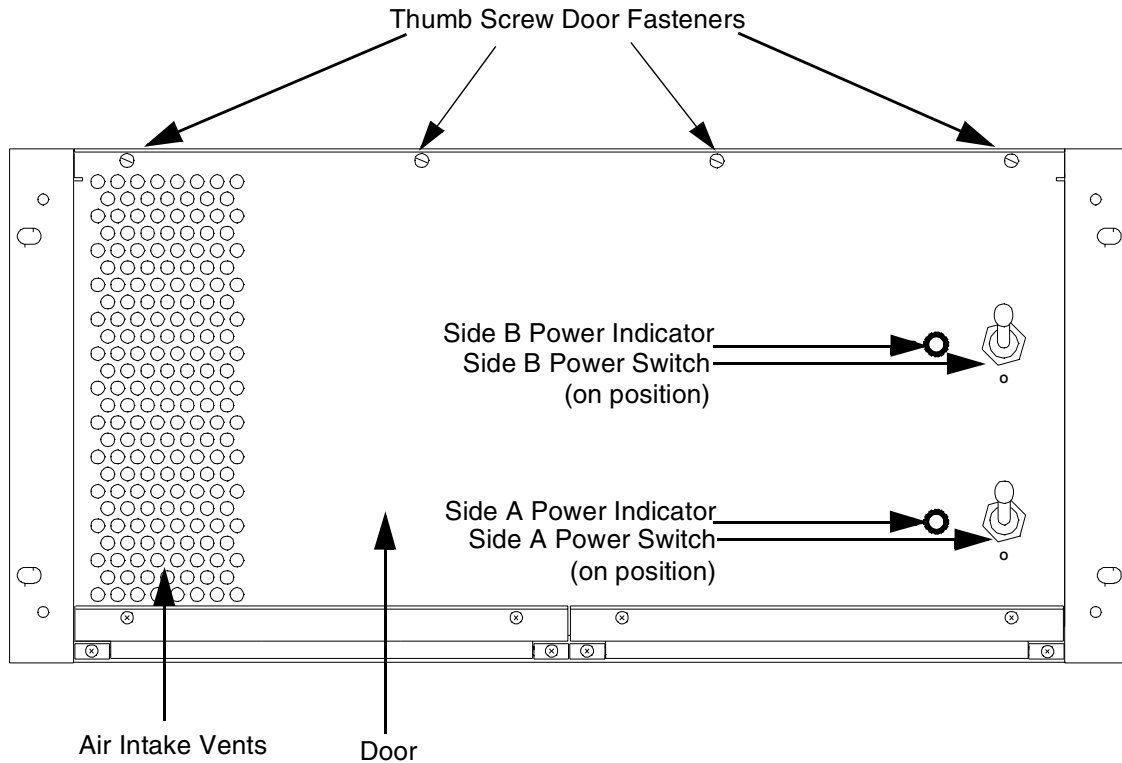 Thumb Screw Door Fasteners
Side B Power Indicator
Side B Power Switch
(on position)
Side A Power Indicator
Side A Power Switch
(on position)
Air Intake Vents
Door